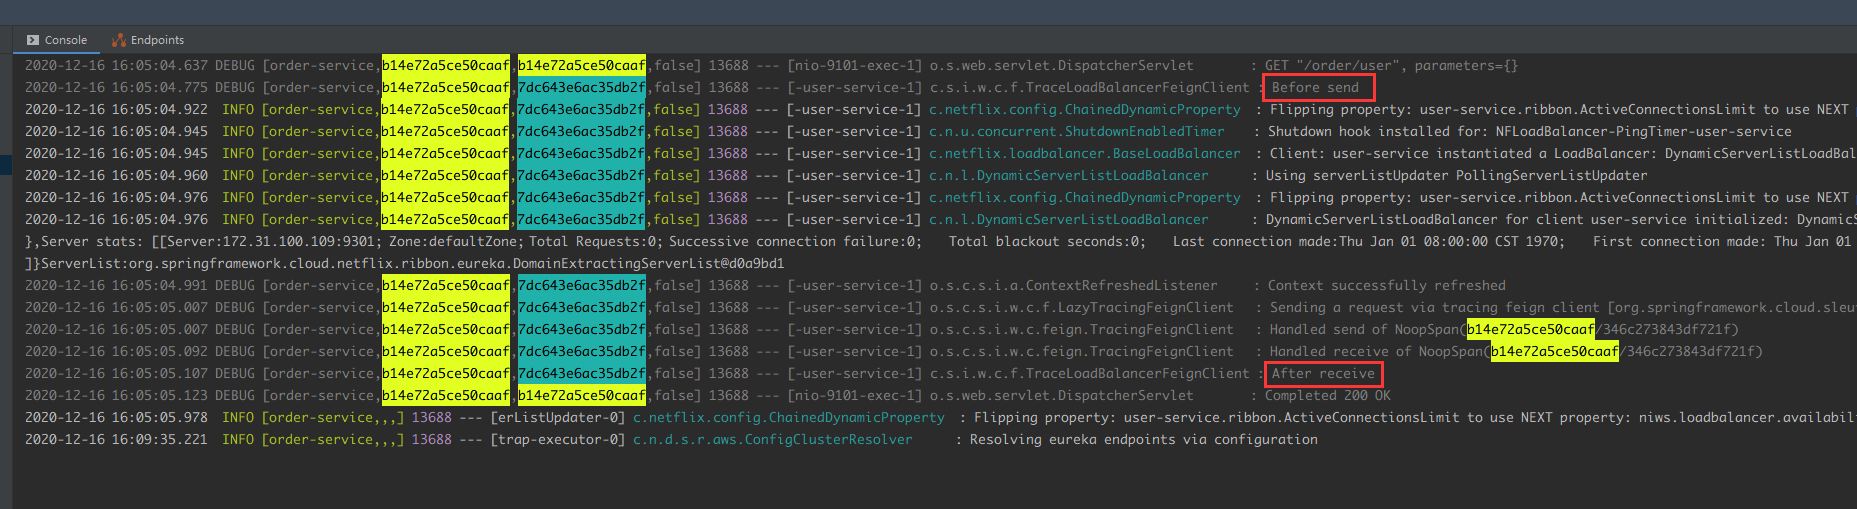 Console Endpoints
2020-12-16 16:05:04.637 DEBUG [order-service,b14e72a5ce50caaf,b14e72a5ce50caaf,false] 13688 --- [nio-9101-exec-1] o.s.web.servlet.DispatcherServlet : GET "/order/user", parameters={}
2020-12-16 16:05:04.775 DEBUG [order-service,b14e72a5ce50caaf,7dc643e6ac35db2f,false] 13688 --- [-user-service-1] c.s.i.w.c.f.TraceLoadBalancerFeignClient : Before send
2020-12-16 16:05:04.922 INFO [order-service,b14e72a5ce50caaf,7dc643e6ac35db2f,false] 13688 --- [-user-service-1] c.netflix.config.ChainedDynamicProperty : Flipping property: user-service.ribbon.ActiveConnectionsLimit to use NEXT
2020-12-16 16:05:04.945 INFO [order-service,b14e72a5ce50caaf,7dc643e6ac35db2f,false] 13688 --- [-user-service-1] c.n.u.concurrent.ShutdownEnabledTimer : Shutdown hook installed for: NFLoadBalancer-PingTimer-user-service
2020-12-16 16:05:04.945 INFO [order-service,b14e72a5ce50caaf,7dc643e6ac35db2f,false] 13688 --- [-user-service-1] c.netflix.loadbalancer.BaseLoadBalancer : Client: user-service instantiated a LoadBalancer: DynamicServerListLoadBal
2020-12-16 16:05:04.960 INFO [order-service,b14e72a5ce50caaf,7dc643e6ac35db2f,false] 13688 --- [-user-service-1] c.n.l.DynamicServerListLoadBalancer : Using serverListUpdater PollingServerListUpdater
2020-12-16 16:05:04.976 INFO [order-service,b14e72a5ce50caaf,7dc643e6ac35db2f,false] 13688 --- [-user-service-1] c.netflix.config.ChainedDynamicProperty : Flipping property: user-service.ribbon.ActiveConnectionsLimit to use NEXT
2020-12-16 16:05:04.976 INFO [order-service,b14e72a5ce50caaf,7dc643e6ac35db2f,false] 13688 --- [-user-service-1] c.n.l.DynamicServerListLoadBalancer : DynamicServerListLoadBalancer for client user-service initialized: DynamicS
},Server stats: [[Server:172.31.100.109:9301; Zone:defaultZone; Total Requests:0; Successive connection failure:0; Total blackout seconds:0; Last connection made:Thu Jan 01 08:00:00 CST 1970; First connection made: Thu Jan 01
]}ServerList:org.springframework.cloud.netflix.ribbon.eureka.DomainExtractingServerList@d0a9bd1
2020-12-16 16:05:04.991 DEBUG [order-service,b14e72a5ce50caaf,7dc643e6ac35db2f,false] 13688 --- [-user-service-1] o.s.c.s.i.a.ContextRefreshedListener : Context successfully refreshed
2020-12-16 16:05:05.007 DEBUG [order-service,b14e72a5ce50caaf,7dc643e6ac35db2f,false] 13688 --- [-user-service-1] o.s.c.s.i.w.c.f.LazyTracingFeignClient : Sending a request via tracing feign client [org.springframework.cloud.sleu
2020-12-16 16:05:05.007 DEBUG [order-service,b14e72a5ce50caaf,7dc643e6ac35db2f,false] 13688 --- [-user-service-1] o.s.c.s.i.w.c.feign.TracingFeignClient : Handled send of NoopSpan(b14e72a5ce50caaf/346c273843df721f)
2020-12-16 16:05:05.092 DEBUG [order-service,b14e72a5ce50caaf,7dc643e6ac35db2f,false] 13688 --- [-user-service-1] o.s.c.s.i.w.c.feign.TracingFeignClient : Handled receive of NoopSpan(b14e72a5ce50caaf/346c273843df721f)
2020-12-16 16:05:05.107 DEBUG [order-service,b14e72a5ce50caaf,7dc643e6ac35db2f,false] 13688 --- [-user-service-1] c.s.i.w.c.f.TraceLoadBalancerFeignClient : After receive
2020-12-16 16:05:05.123 DEBUG [order-service,b14e72a5ce50caaf,b14e72a5ce50caaf,false] 13688 --- [nio-9101-exec-1] o.s.web.servlet.DispatcherServlet : Completed 200 OK
2020-12-16 16:05:05.978 INFO [order-service,,,] 13688 --- [erListUpdater-0] c.netflix.config.ChainedDynamicProperty : Flipping property: user-service.ribbon.ActiveConnectionsLimit to use NEXT property: niws.loadbalancer.availabili
2020-12-16 16:09:35.221 INFO [order-service,,,] 13688 --- [trap-executor-0] c.n.d.s.r.aws.ConfigClusterResolver : Resolving eureka endpoints via configuration